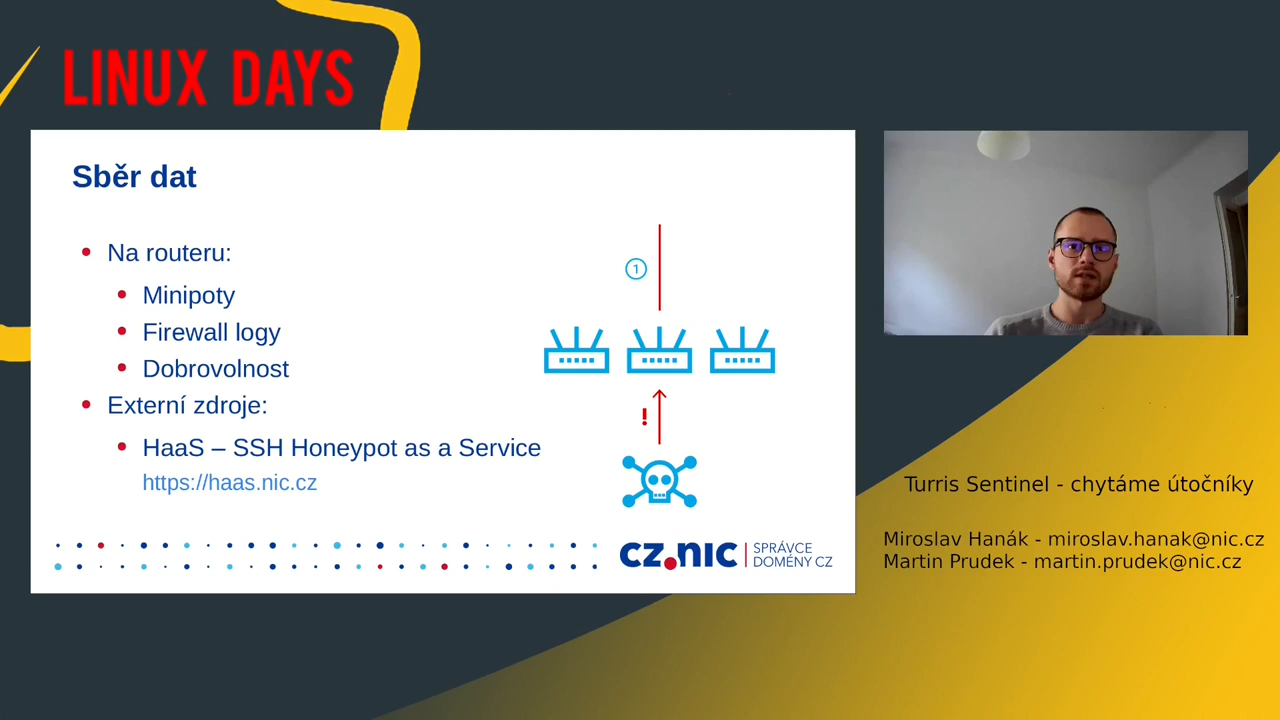 LINUX DAYS
Sběr dat
Na routeru:
Minipoty
Firewall logy
Dobrovolnost
Externí zdroje:
HaaS – SSH Honeypot as a Service
https://haas.nic.cz
1
!
CZ.NIC
SPRÁVCE
DOMÉNY CZ
Turris Sentinel - chytáme útočníky
Miroslav Hanák - miroslav.hanak@nic.cz
Martin Prudek - martin.prudek@nic.cz